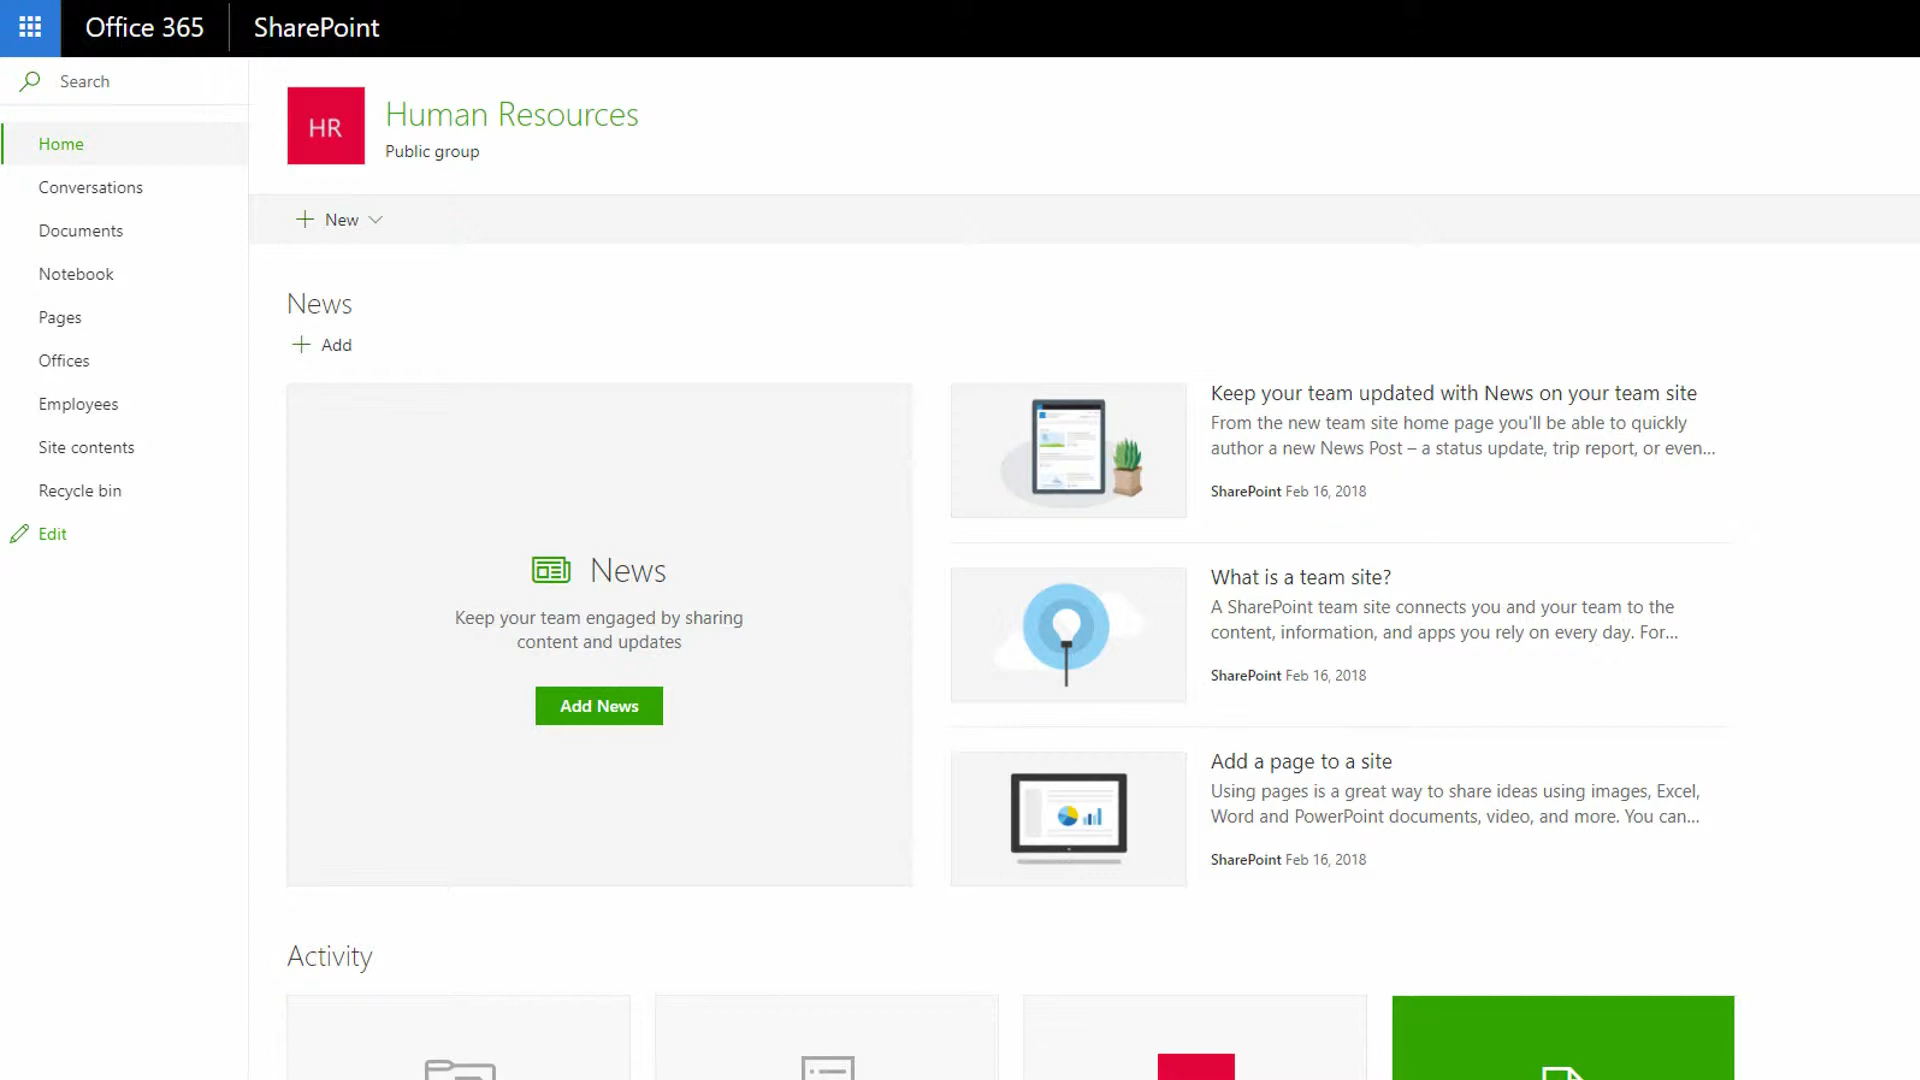 Office 365
SharePoint
Search
Home
Conversations
Documents
Notebook
Pages
Offices
Employees
Site contents
Recycle bin
Edit
HR
Human Resources
Public group
New
News
Add
News
Keep your team engaged by sharing
content and updates
Add News
Keep your team updated with News on your team site
From the new team site home page you'll be able to quickly
author a new News Post – a status update, trip report, or even...
SharePoint Feb 16, 2018
What is a team site?
A SharePoint team site connects you and your team to the
content, information, and apps you rely on every day. For...
SharePoint Feb 16, 2018
Add a page to a site
Using pages is a great way to share ideas using images, Excel,
Word and PowerPoint documents, video, and more. You can...
SharePoint Feb 16, 2018
Activity